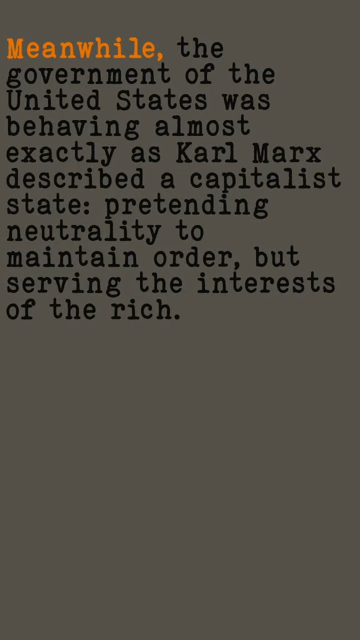 Meanwhile, the
government of the
United States was
behaving almost
exactly as Karl Marx
described a capitalist
state: pretending
neutrality to
maintain order, but
serving the interests
of the rich.